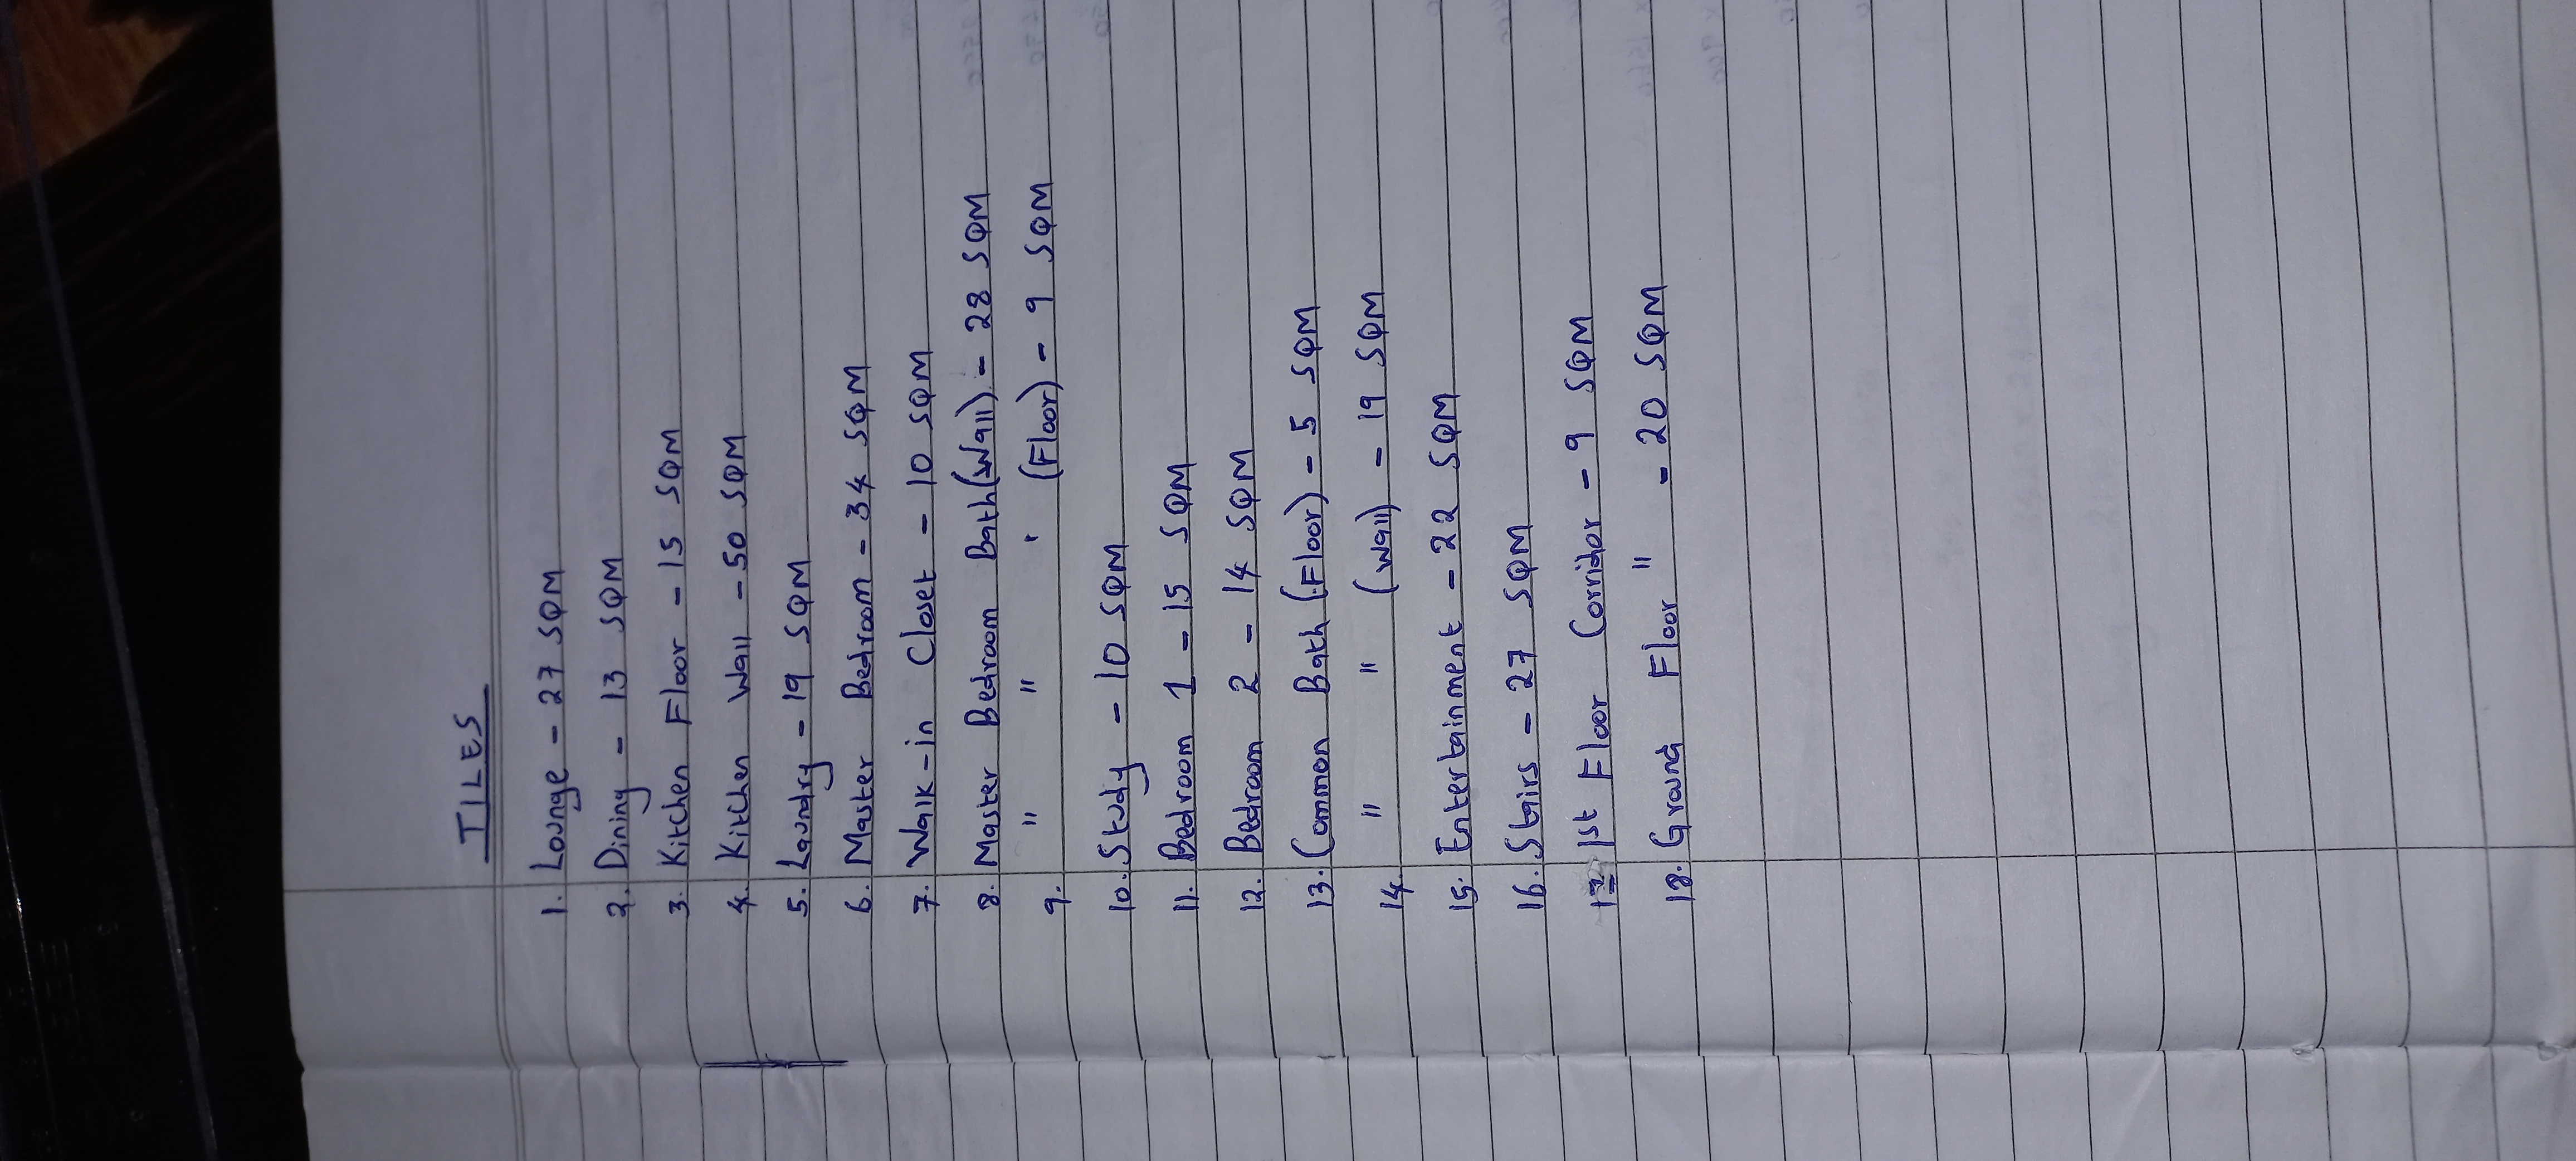 TILES
1. Lounge - 27 SQM
2. Dining - 13 SQM
3. Kitchen Floor - 15 SQM
4. Kitchen Wall - 50 SQM
5. Laundry - 19 SQM
6. Master Bedroom - 34 SQM
7. Walk-in Closet - 10 SQM
8. Master Bedroom Bath (Wall) - 28 SQM
9. " " ' (Floor) - 9 SQM
10. Study - 10 SQM
11. Bedroom 1 - 15 SQM
12. Bedroom 2 - 14 SQM
13. Common Bath (Floor) - 5 SQM
14. " " (Wall) - 19 SQM
15. Entertainment - 22 SQM
16. Stairs - 27 SQM
17 1st Floor Corridor - 9 SQM
18. Ground Floor " - 20 SQM